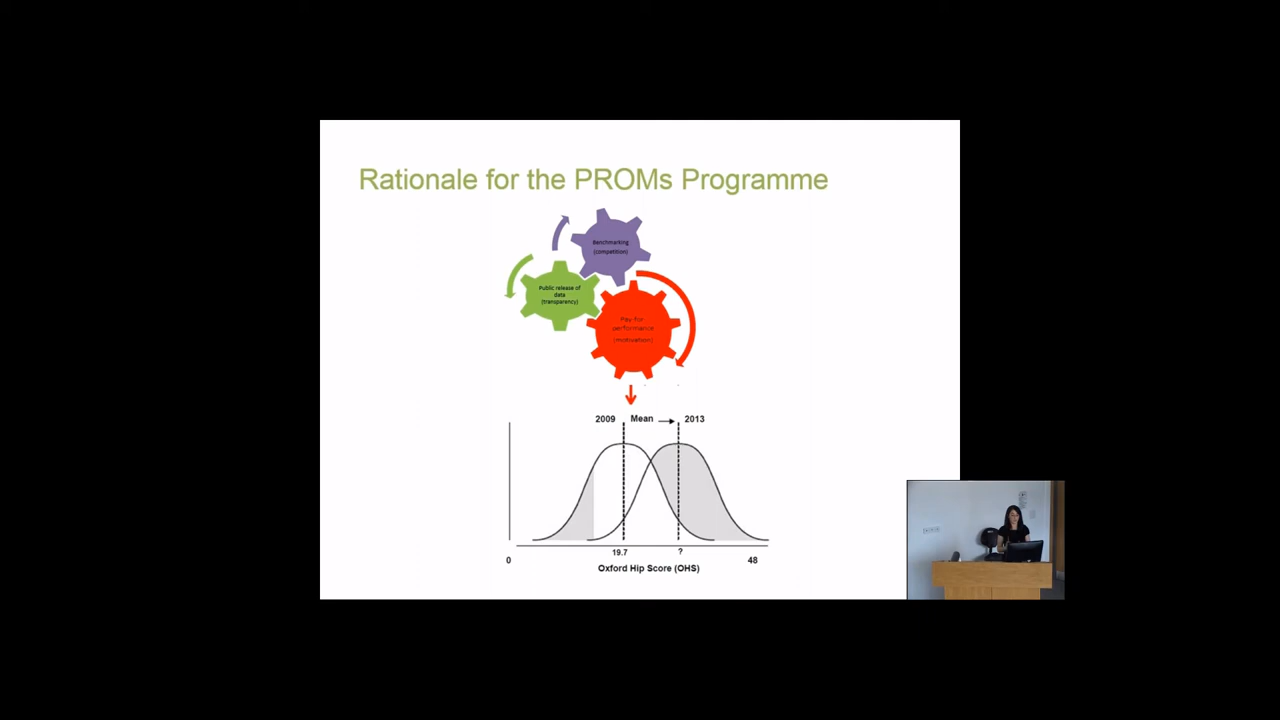 Rationale for the PROMs Programme
Benchmarking
(competition)
Public release of
data
(transparency)
Pay for
performance
(motivation)
2009 Mean 2013
19.7 ?
0 48
Oxford Hip Score (OHS)